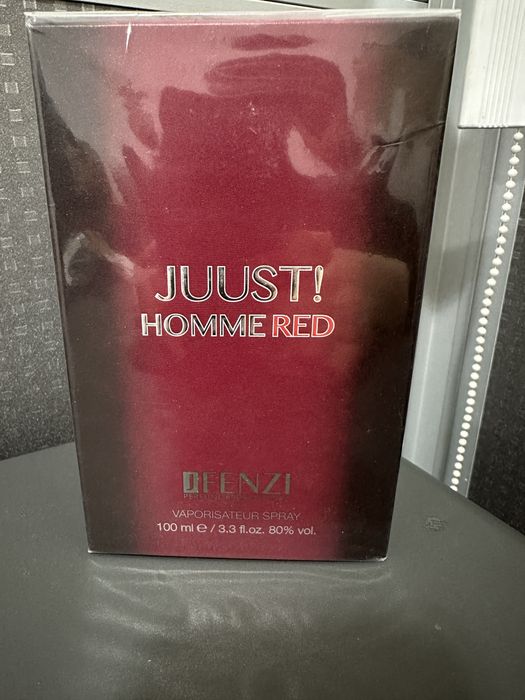 JUUST!
HOMME RED
JFENZI
VAPORISATEUR SPRAY
100 ml e / 3.3 fl.oz. 80% vol.